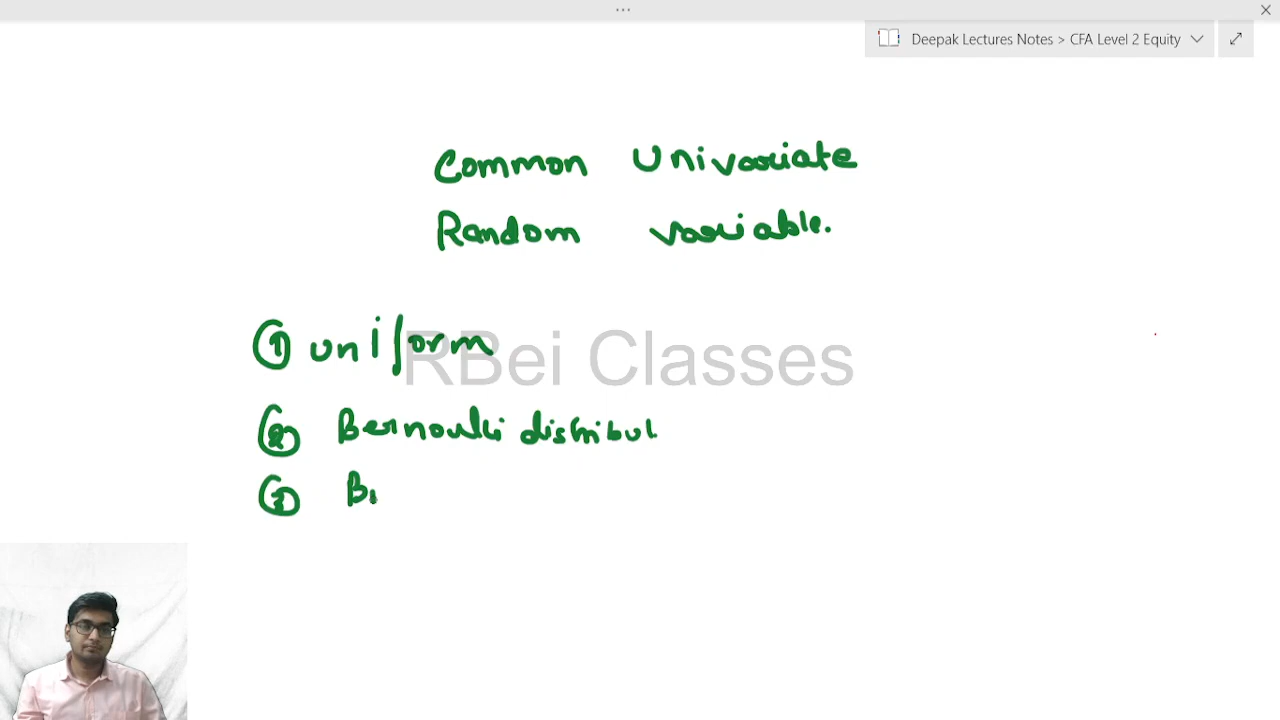 Deepak Lectures Notes > CFA Level 2 Equity
Common Univariate
Random variable.
① uniform
RBei Classes
② Bernoulli distribut
③ Bi